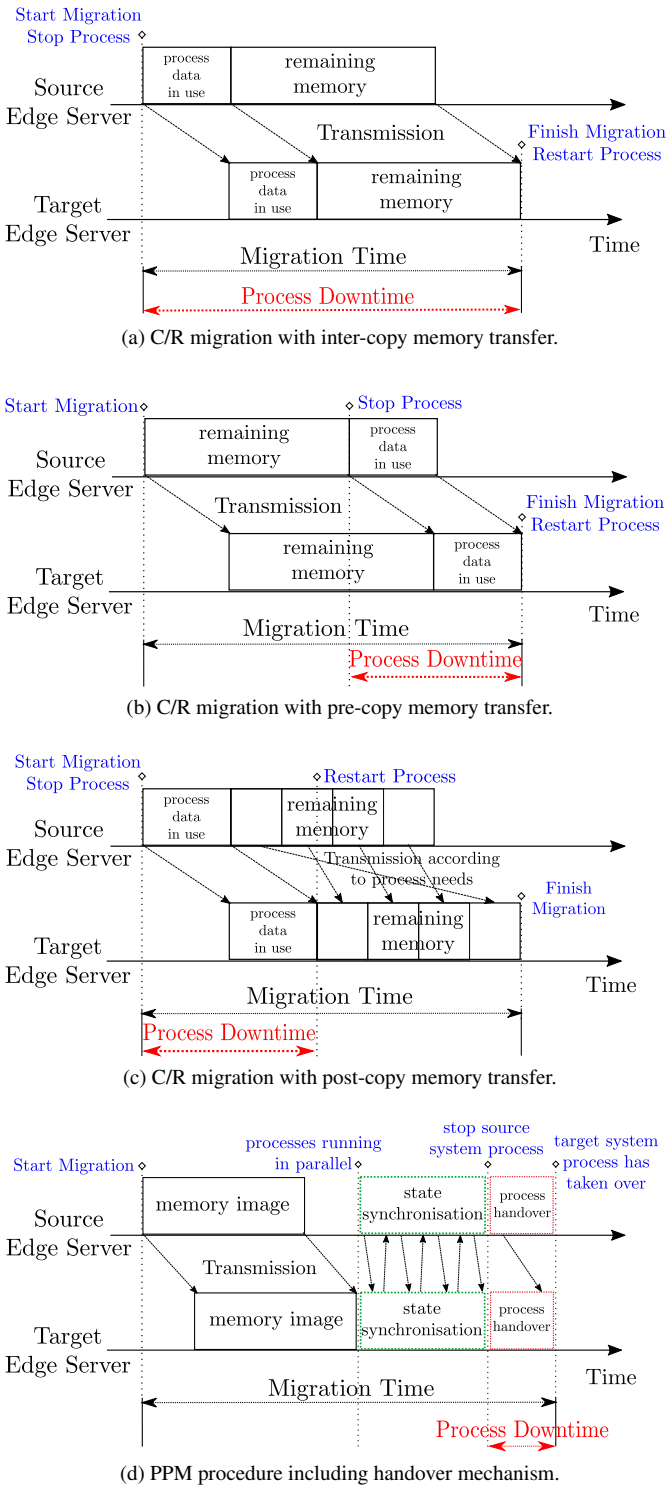 Start Migration
Stop Process
process
data
in use
remaining
memory
Source
Edge Server
Transmission
Finish Migration
Restart Process
process
data
in use
remaining
memory
Target
Edge Server
Time
Migration Time
Process Downtime
(a) C/R migration with inter-copy memory transfer.
Start Migration
Stop Process
remaining
memory
process
data
in use
Source
Edge Server
Transmission
Finish Migration
Restart Process
remaining
memory
process
data
in use
Target
Edge Server
Time
Migration Time
Process Downtime
(b) C/R migration with pre-copy memory transfer.
Start Migration
Stop Process
Restart Process
process
data
in use
remaining
memory
Source
Edge Server
Transmission according
to process needs
Finish
Migration
process
data
in use
remaining
memory
Target
Edge Server
Time
Migration Time
Process Downtime
(c) C/R migration with post-copy memory transfer.
Start Migration
processes running
in parallel
stop source
system process
target system
process has
taken over
memory image
state
synchronisation
process
handover
Source
Edge Server
Transmission
memory image
state
synchronisation
process
handover
Target
Edge Server
Time
Migration Time
Process Downtime
(d) PPM procedure including handover mechanism.